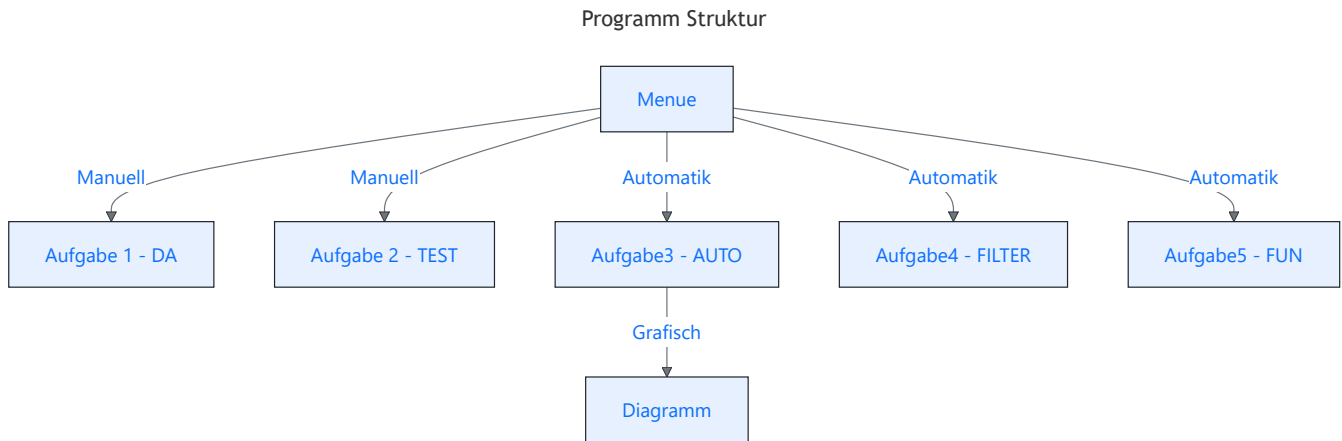 Programm Struktur
Menue
Manuell
Manuell
Automatik
Automatik
Automatik
Aufgabe 1 - DA
Aufgabe 2 - TEST
Aufgabe3 - AUTO
Aufgabe4 - FILTER
Aufgabe5 - FUN
Grafisch
Diagramm